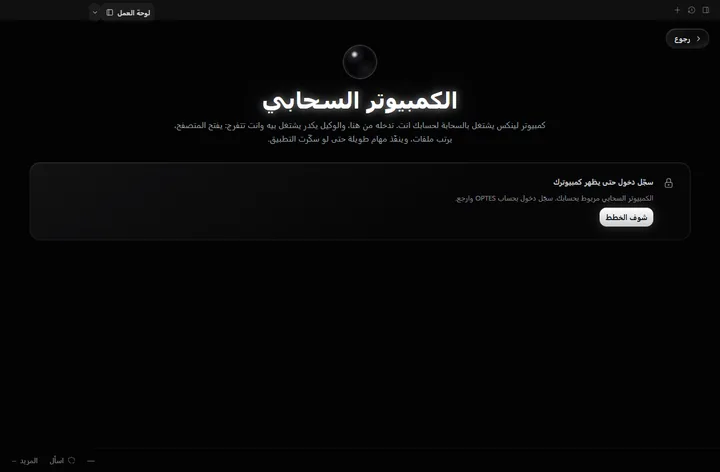 لوحة العمل
رجوع
الكمبيوتر السحابي
كمبيوتر لينكس يشتغل بالسحابة لحسابك انت. تدخله من هنا، والوكيل يكدر يشتغل بيه وانت تتفرج: يفتح المتصفح،
يرتب ملفات، وينفّذ مهام طويلة حتى لو سكّرت التطبيق.
سجّل دخول حتى يظهر كمبيوترك
الكمبيوتر السحابي مربوط بحسابك. سجّل دخول بحساب OPTES وارجع.
شوف الخطط
اسأل
المزيد